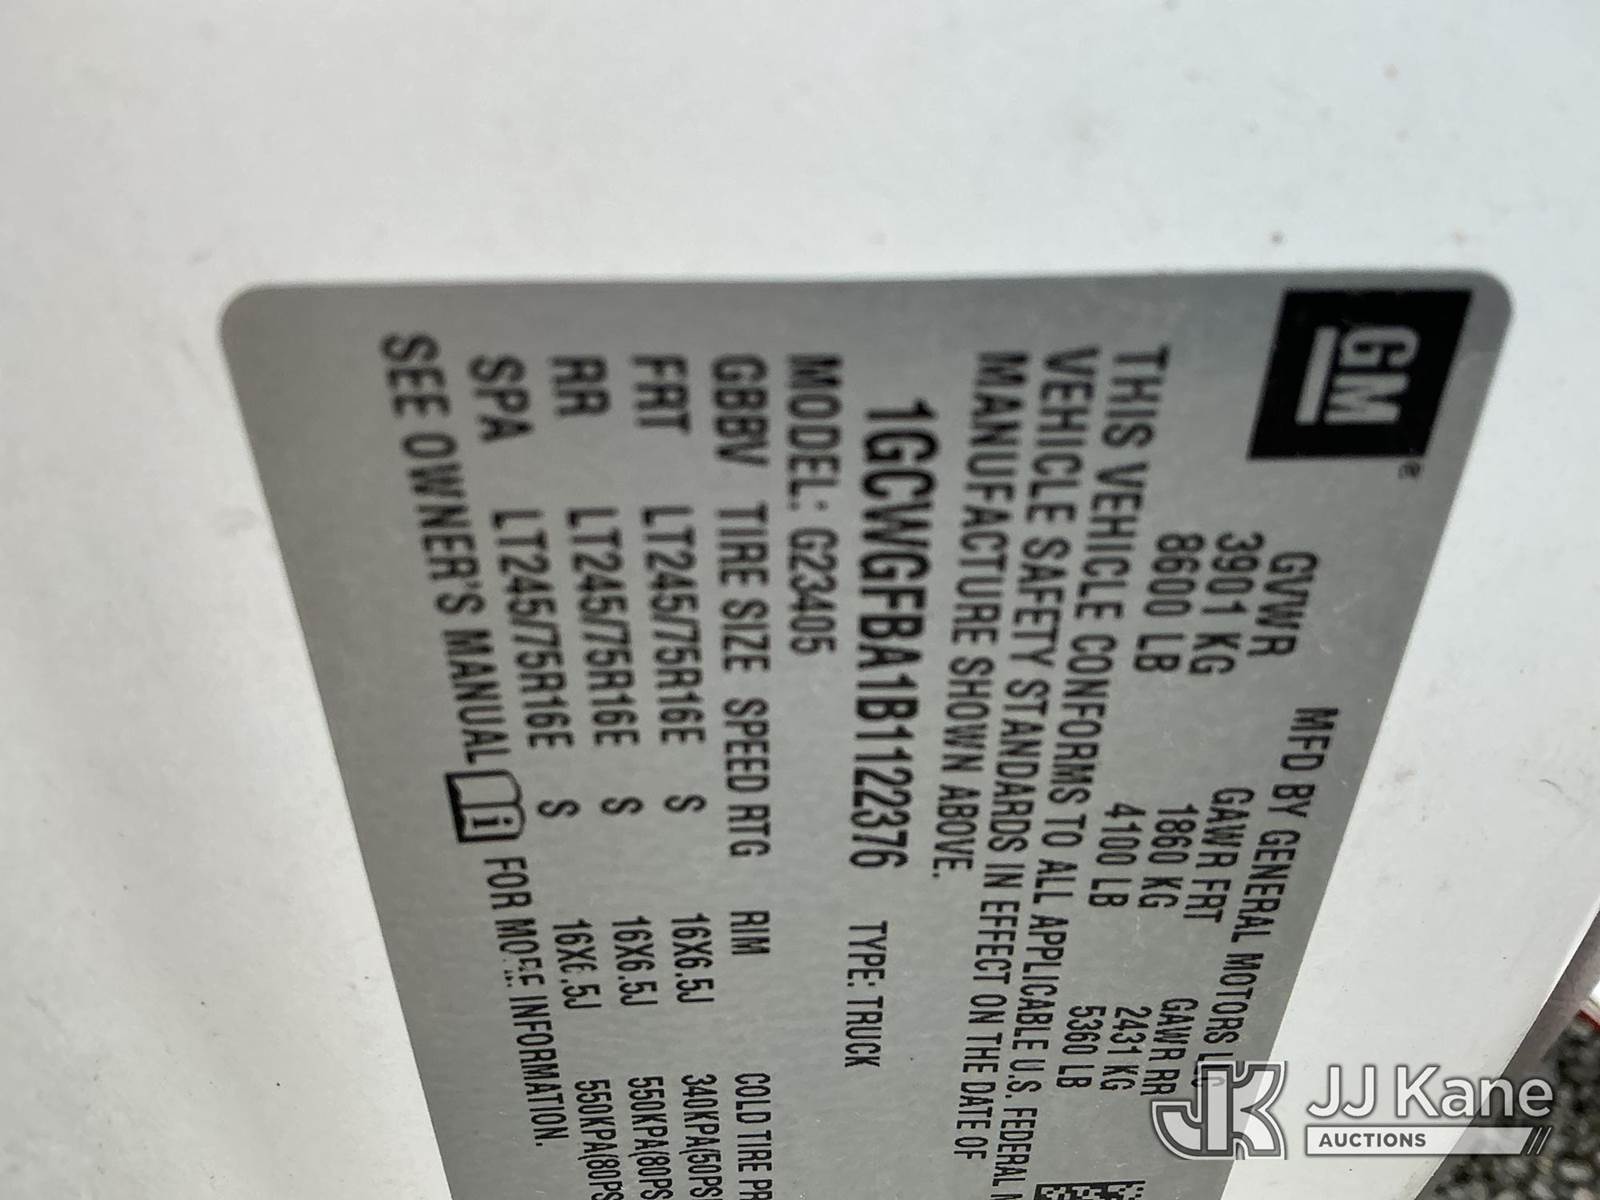 GM®
MFD BY GENERAL MOTORS LLC
GVWR GAWR FRT GAWR RR
3901 KG 1860 KG 2431 KG
8600 LB 4100 LB 5360 LB
THIS VEHICLE CONFORMS TO ALL APPLICABLE U.S. FEDERAL
VEHICLE SAFETY STANDARDS IN EFFECT ON THE DATE OF
MANUFACTURE SHOWN ABOVE.
1GCWGFBA1B1122376 TYPE: TRUCK
MODEL: G23405
GBBV TIRE SIZE SPEED RTG RIM COLD TIRE PR
FRT LT245/75R16E S 16X6.5J 340KPA(50PS
RR LT245/75R16E S 16X6.5J 550KPA(80PS
SPA LT245/75R16E S 16X6.5J 550KPA(80PS
SEE OWNER'S MANUAL i FOR MORE INFORMATION.
JK JJ Kane
AUCTIONS